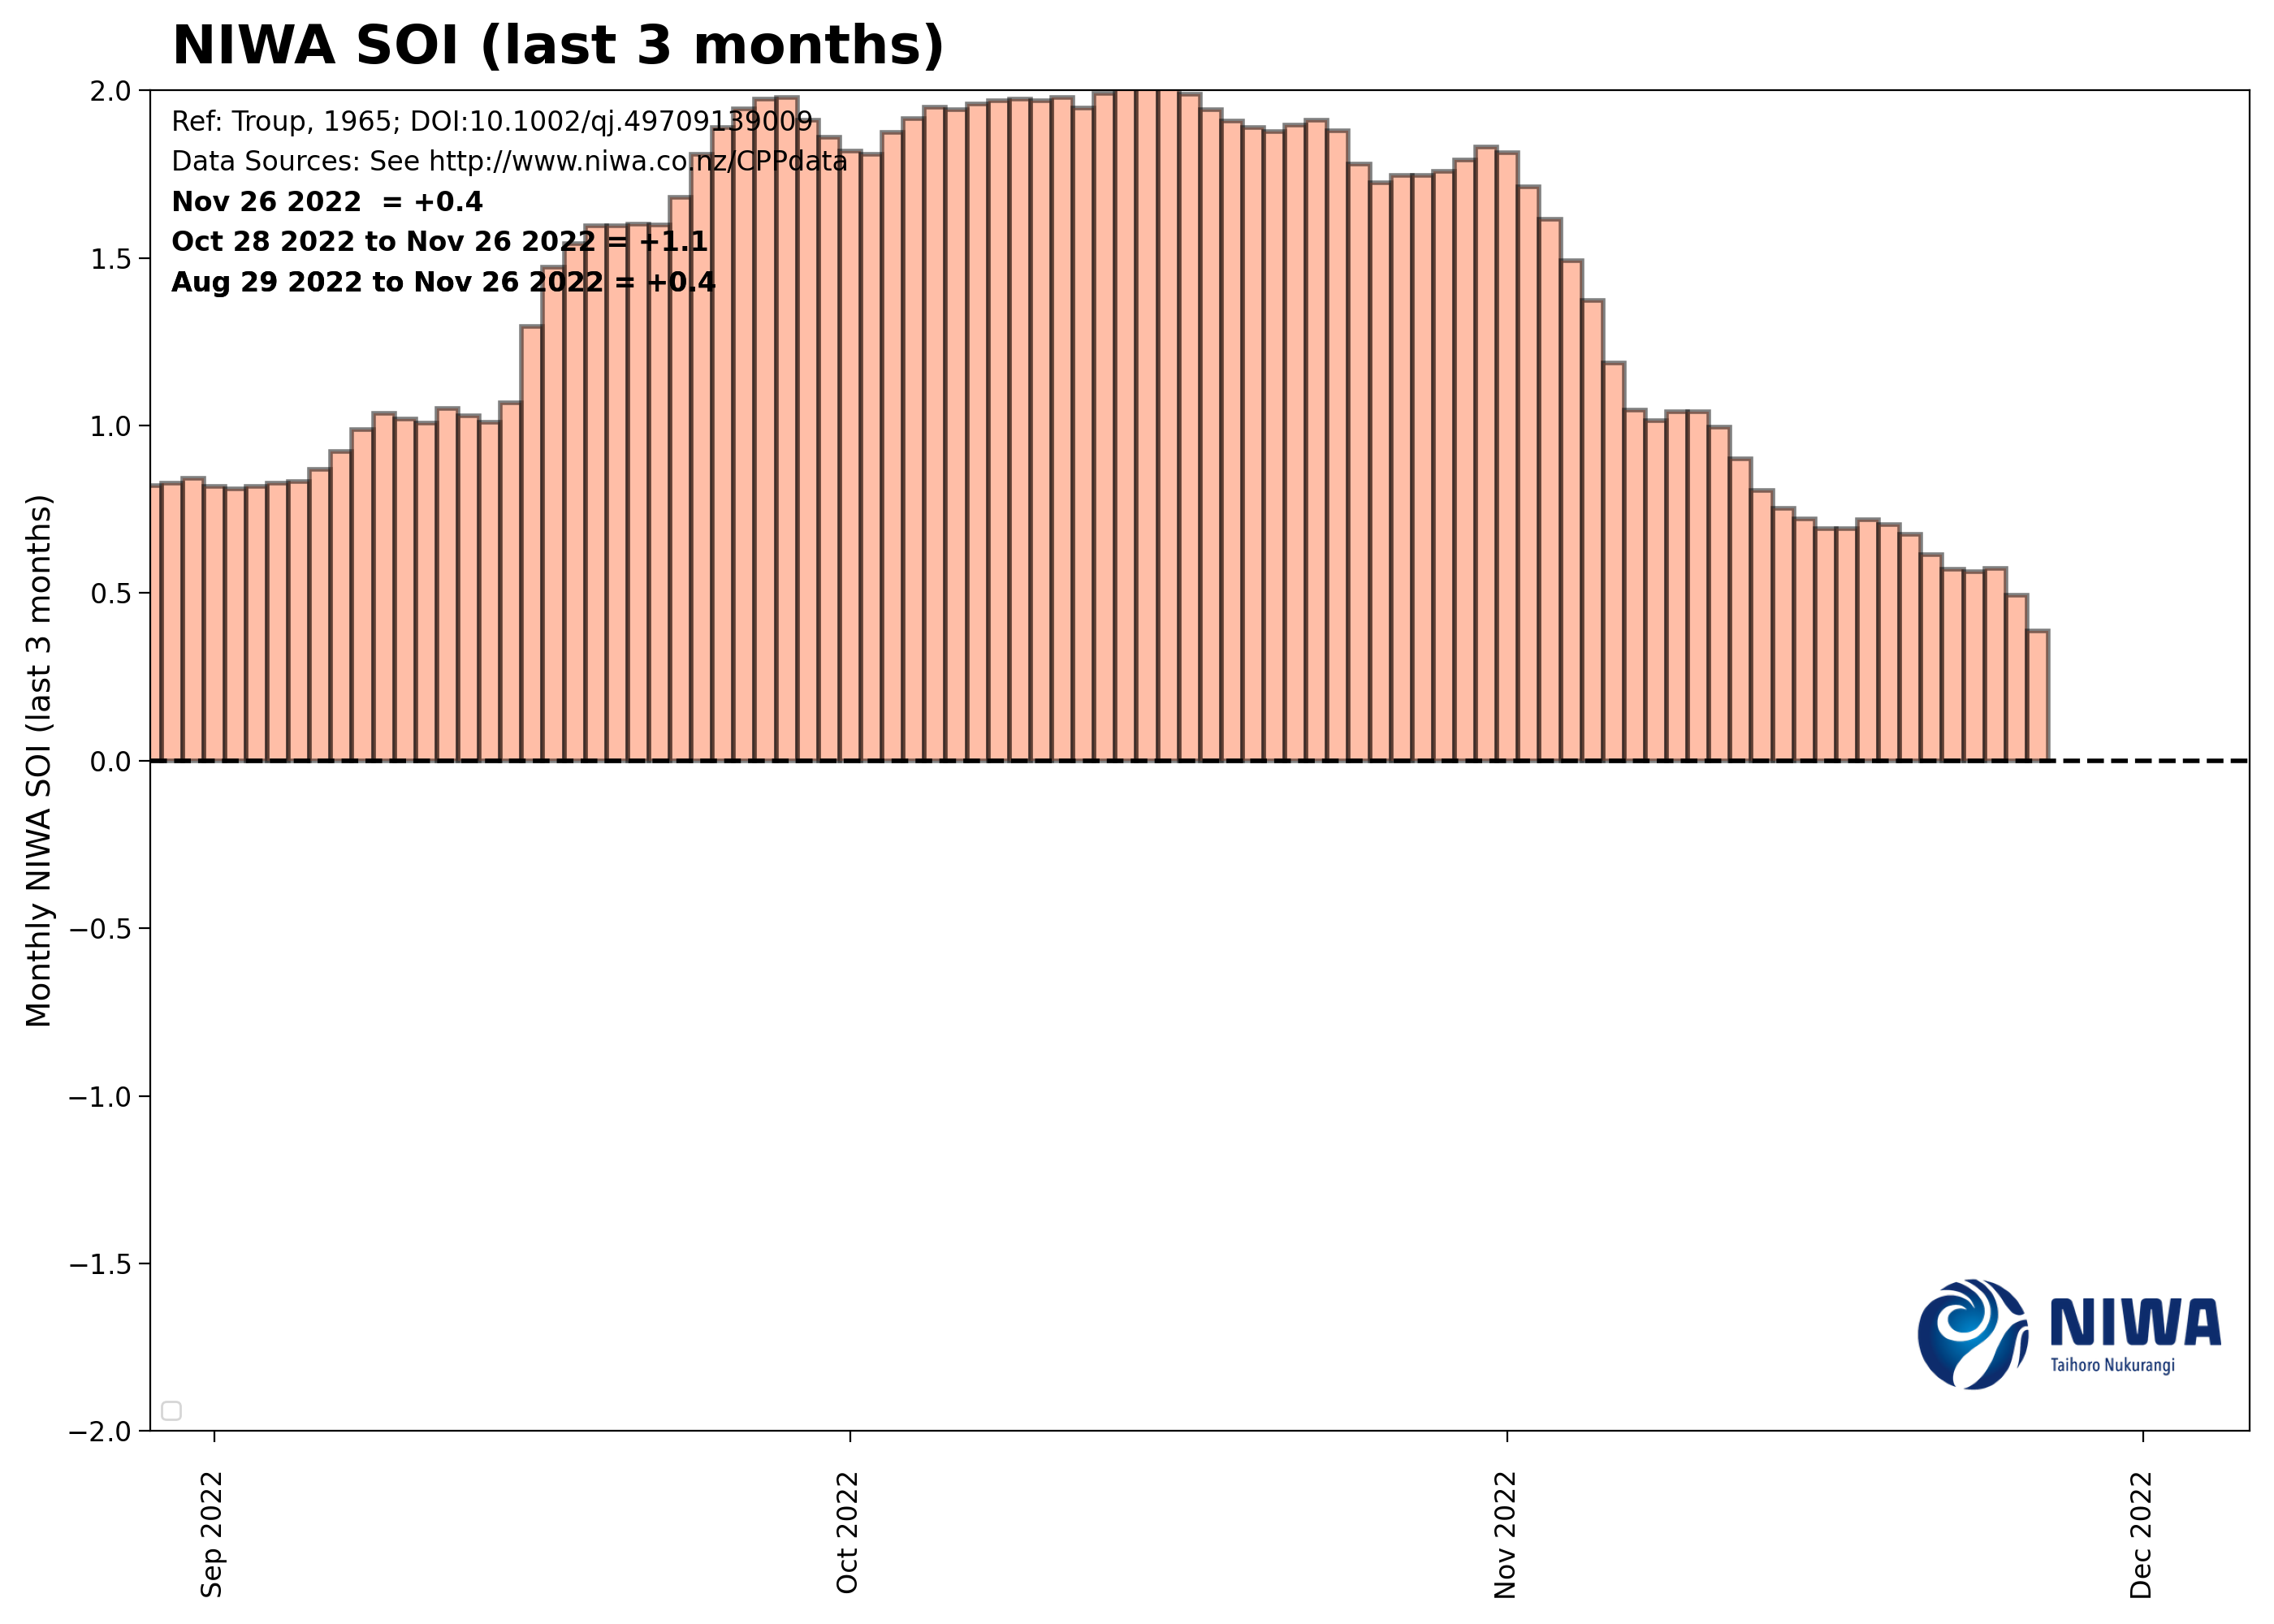 NIWA SOI (last 3 months)
Ref: Troup, 1965; DOI:10.1002/qj.49709139009
Data Sources: See http://www.niwa.co.nz/CPPdata
Nov 26 2022  = +0.4
Oct 28 2022 to Nov 26 2022 = +1.1
Aug 29 2022 to Nov 26 2022 = +0.4
Monthly NIWA SOI (last 3 months)
2.0
1.5
1.0
0.5
0.0
−0.5
−1.0
−1.5
−2.0
Sep 2022
Oct 2022
Nov 2022
Dec 2022
NIWA
Taihoro Nukurangi